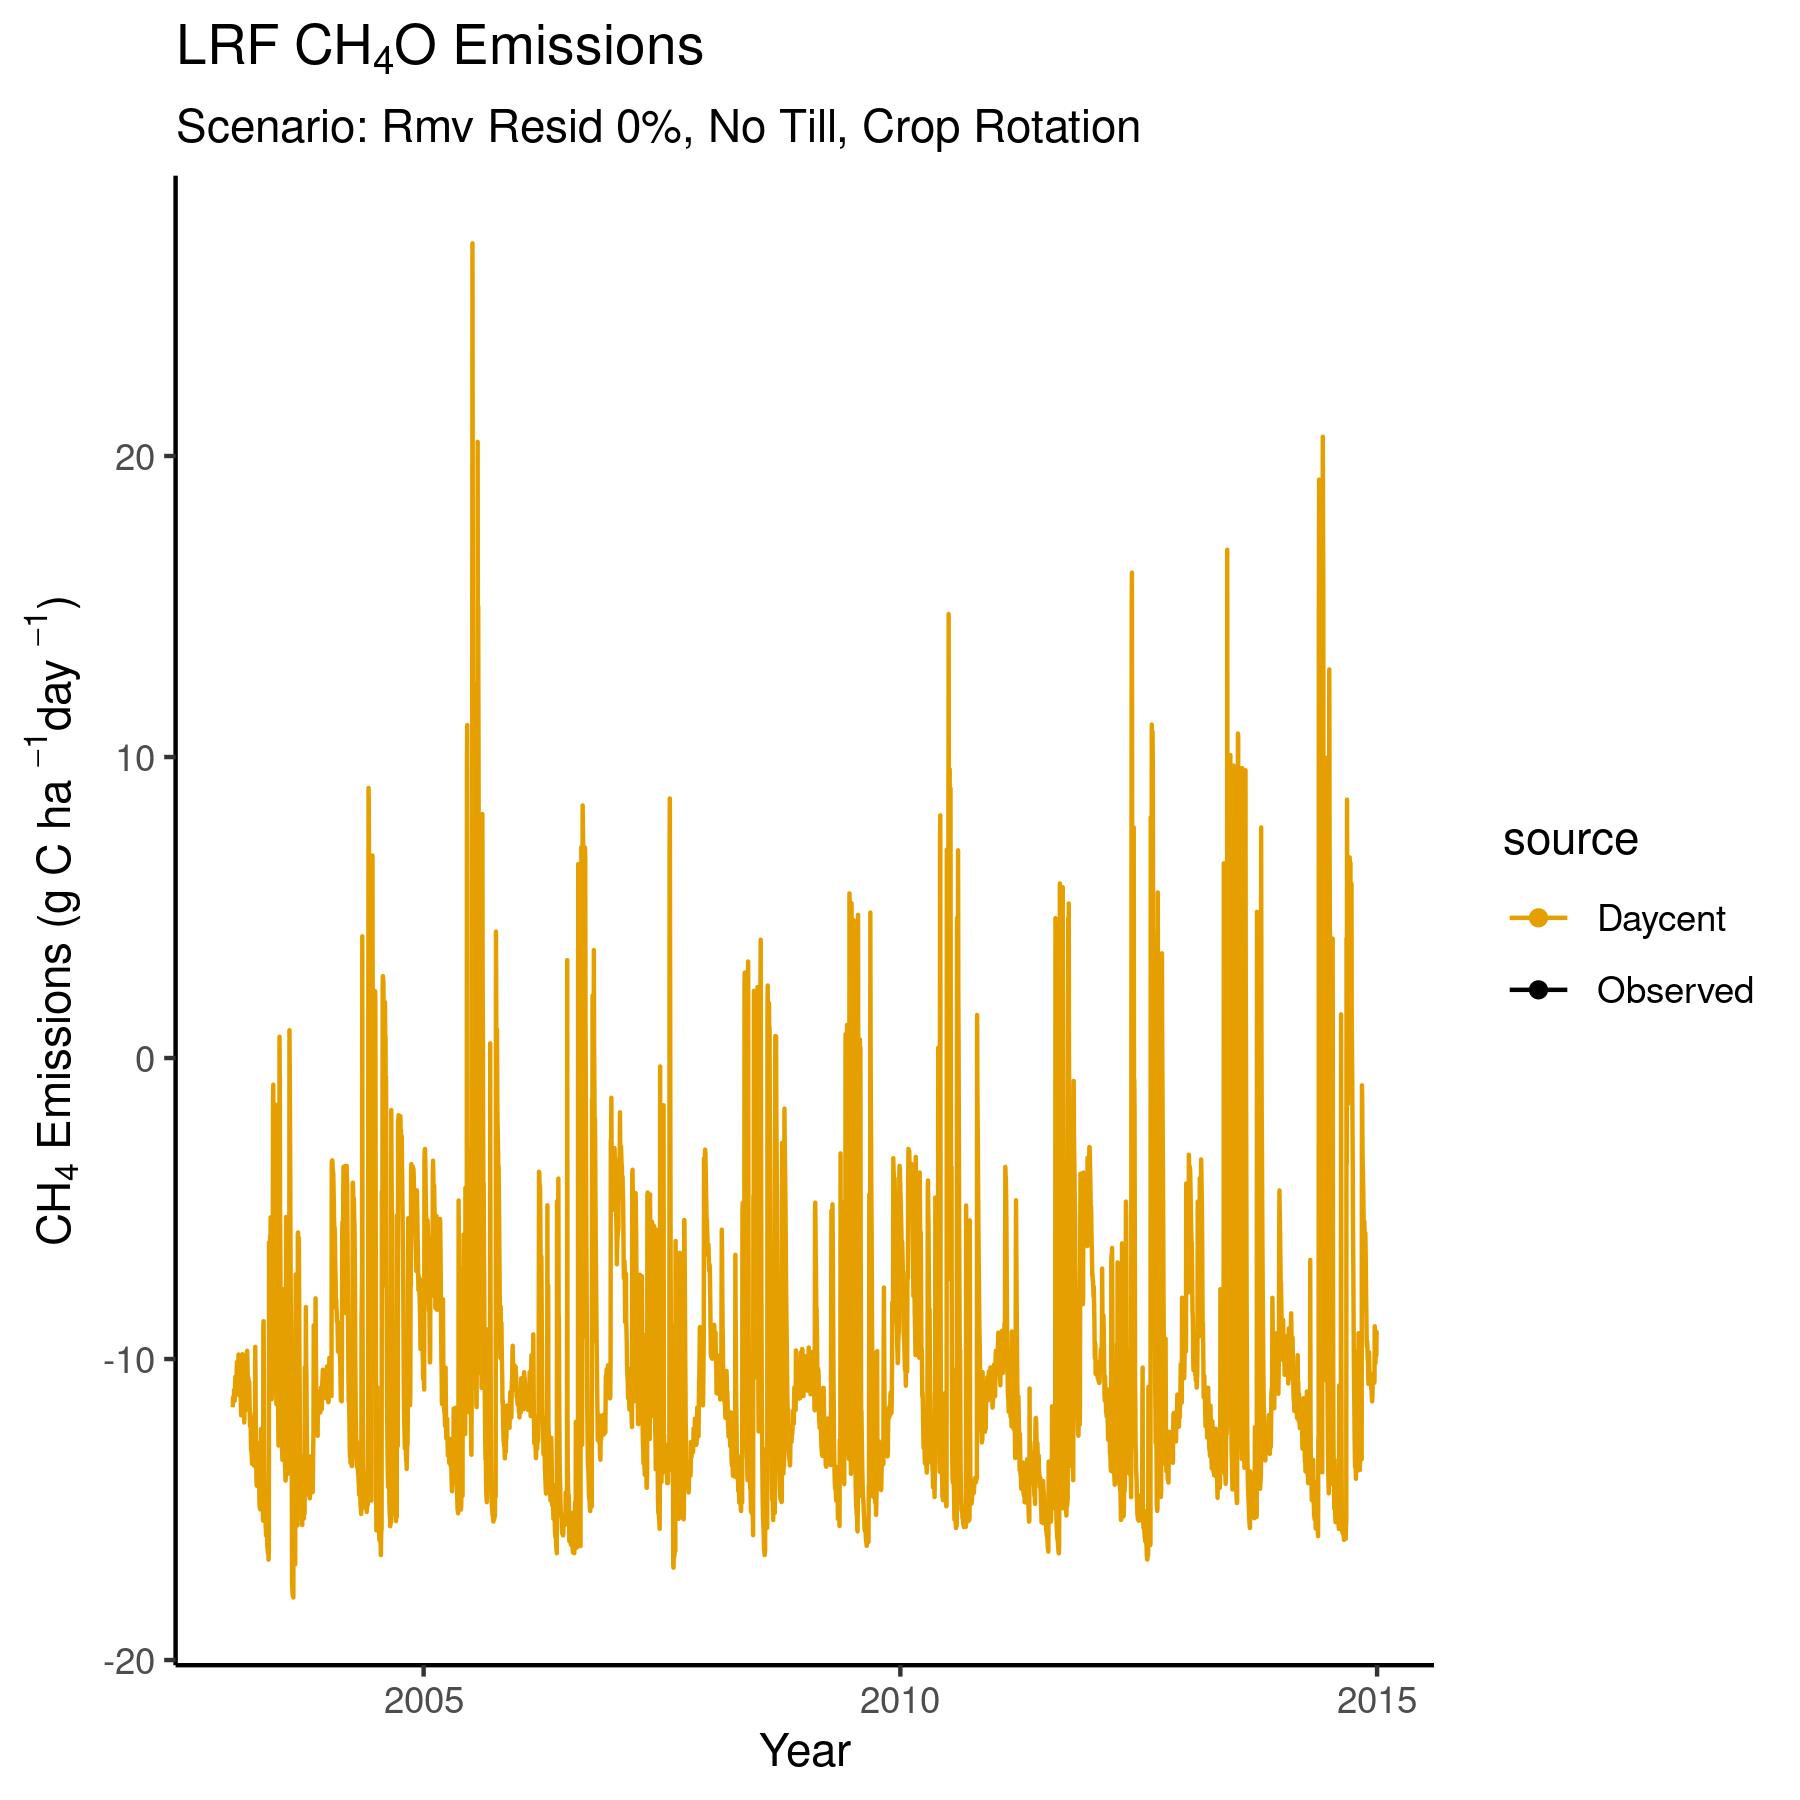 LRF CH₄O Emissions
Scenario: Rmv Resid 0%, No Till, Crop Rotation
CH₄ Emissions (g C ha ⁻¹day ⁻¹)
20
10
0
-10
-20
2005
2010
2015
Year
source
Daycent
Observed